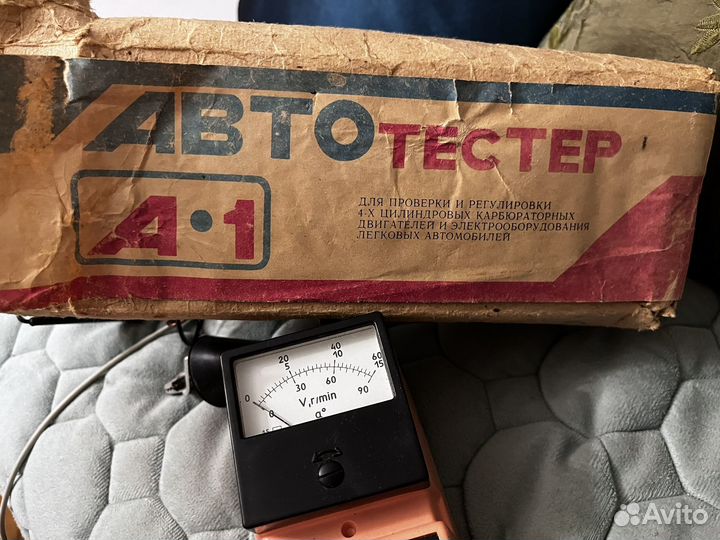 АВТОТЕСТЕР
А·1
ДЛЯ ПРОВЕРКИ И РЕГУЛИРОВКИ
4-Х ЦИЛИНДРОВЫХ КАРБЮРАТОРНЫХ
ДВИГАТЕЛЕЙ И ЭЛЕКТРООБОРУДОВАНИЯ
ЛЕГКОВЫХ АВТОМОБИЛЕЙ
20 40 60
0 5 10 15
0 30 60 90
V, r/min
α°
Avito